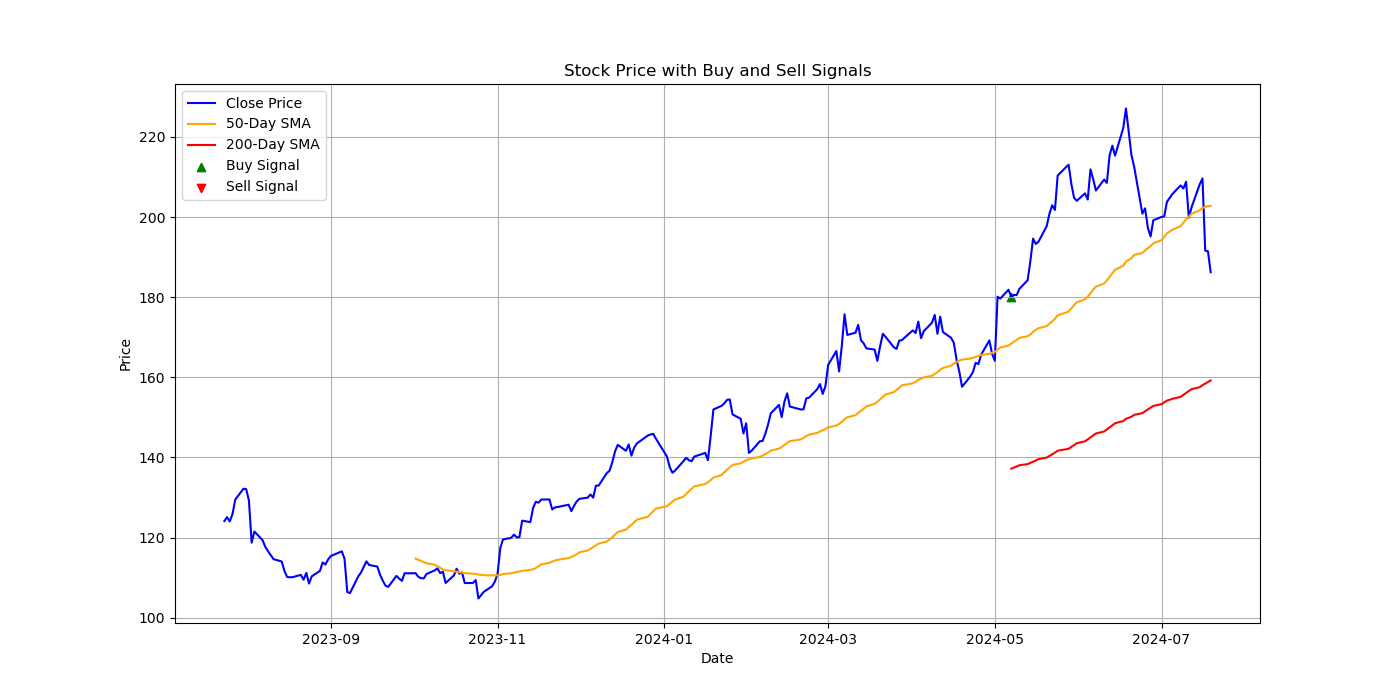 Stock Price with Buy and Sell Signals
Close Price
50-Day SMA
200-Day SMA
Buy Signal
Sell Signal
220
200
180
160
140
120
100
Price
2023-09 2023-11 2024-01 2024-03 2024-05 2024-07
Date